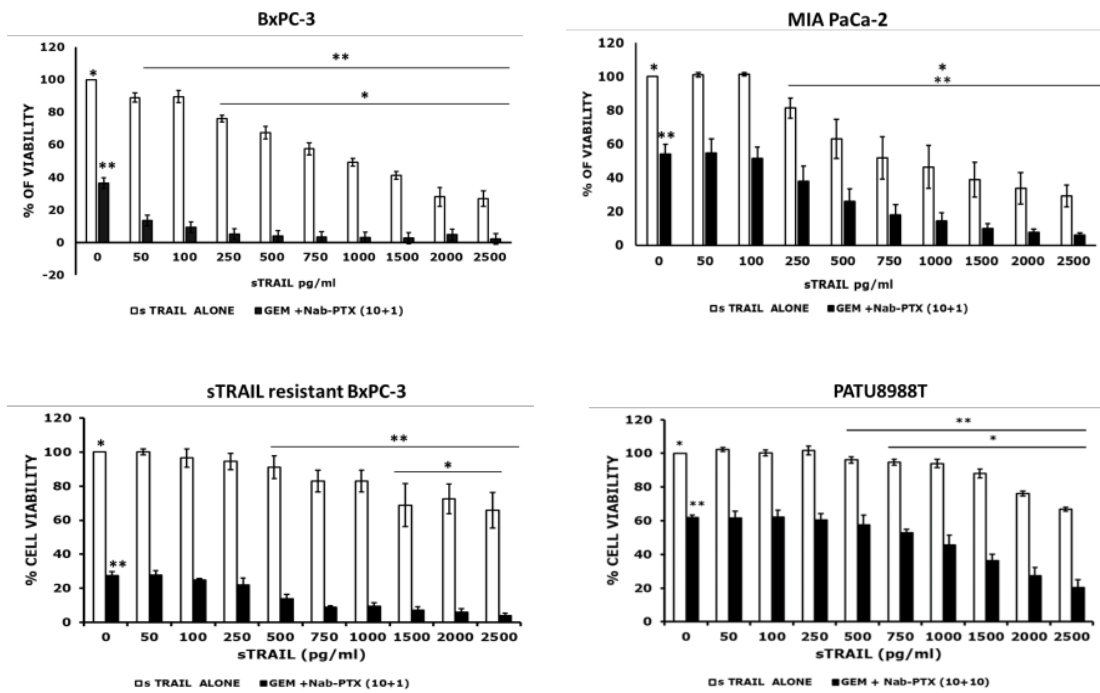 BxPC-3
120
100
80
60
40
20
0
-20
% OF VIABILITY
*
**
**
*
0 50 100 250 500 750 1000 1500 2000 2500
sTRAIL pg/ml
s TRAIL ALONE GEM +Nab-PTX (10+1)
MIA PaCa-2
120
100
80
60
40
20
0
% OF VIABILITY
*
**
*
**
0 50 100 250 500 750 1000 1500 2000 2500
sTRAIL pg/ml
s TRAIL ALONE GEM +Nab-PTX (10+1)
sTRAIL resistant BxPC-3
120
100
80
60
40
20
0
% CELL VIABILITY
*
**
**
*
0 50 100 250 500 750 1000 1500 2000 2500
sTRAIL (pg/ml)
s TRAIL ALONE GEM +Nab-PTX (10+1)
PATU8988T
120
100
80
60
40
20
0
% CELL VIABILITY
*
**
**
*
0 50 100 250 500 750 1000 1500 2000 2500
sTRAIL (pg/ml)
s TRAIL ALONE GEM + Nab-PTX (10+10)